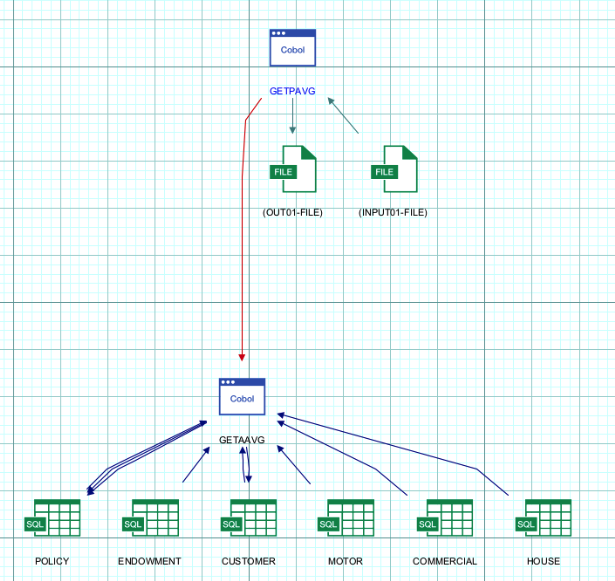 Cobol
GETPAVG
FILE FILE
(OUT01-FILE) (INPUT01-FILE)
Cobol
GETAAVG
SQL SQL SQL SQL SQL SQL
POLICY ENDOWMENT CUSTOMER MOTOR COMMERCIAL HOUSE